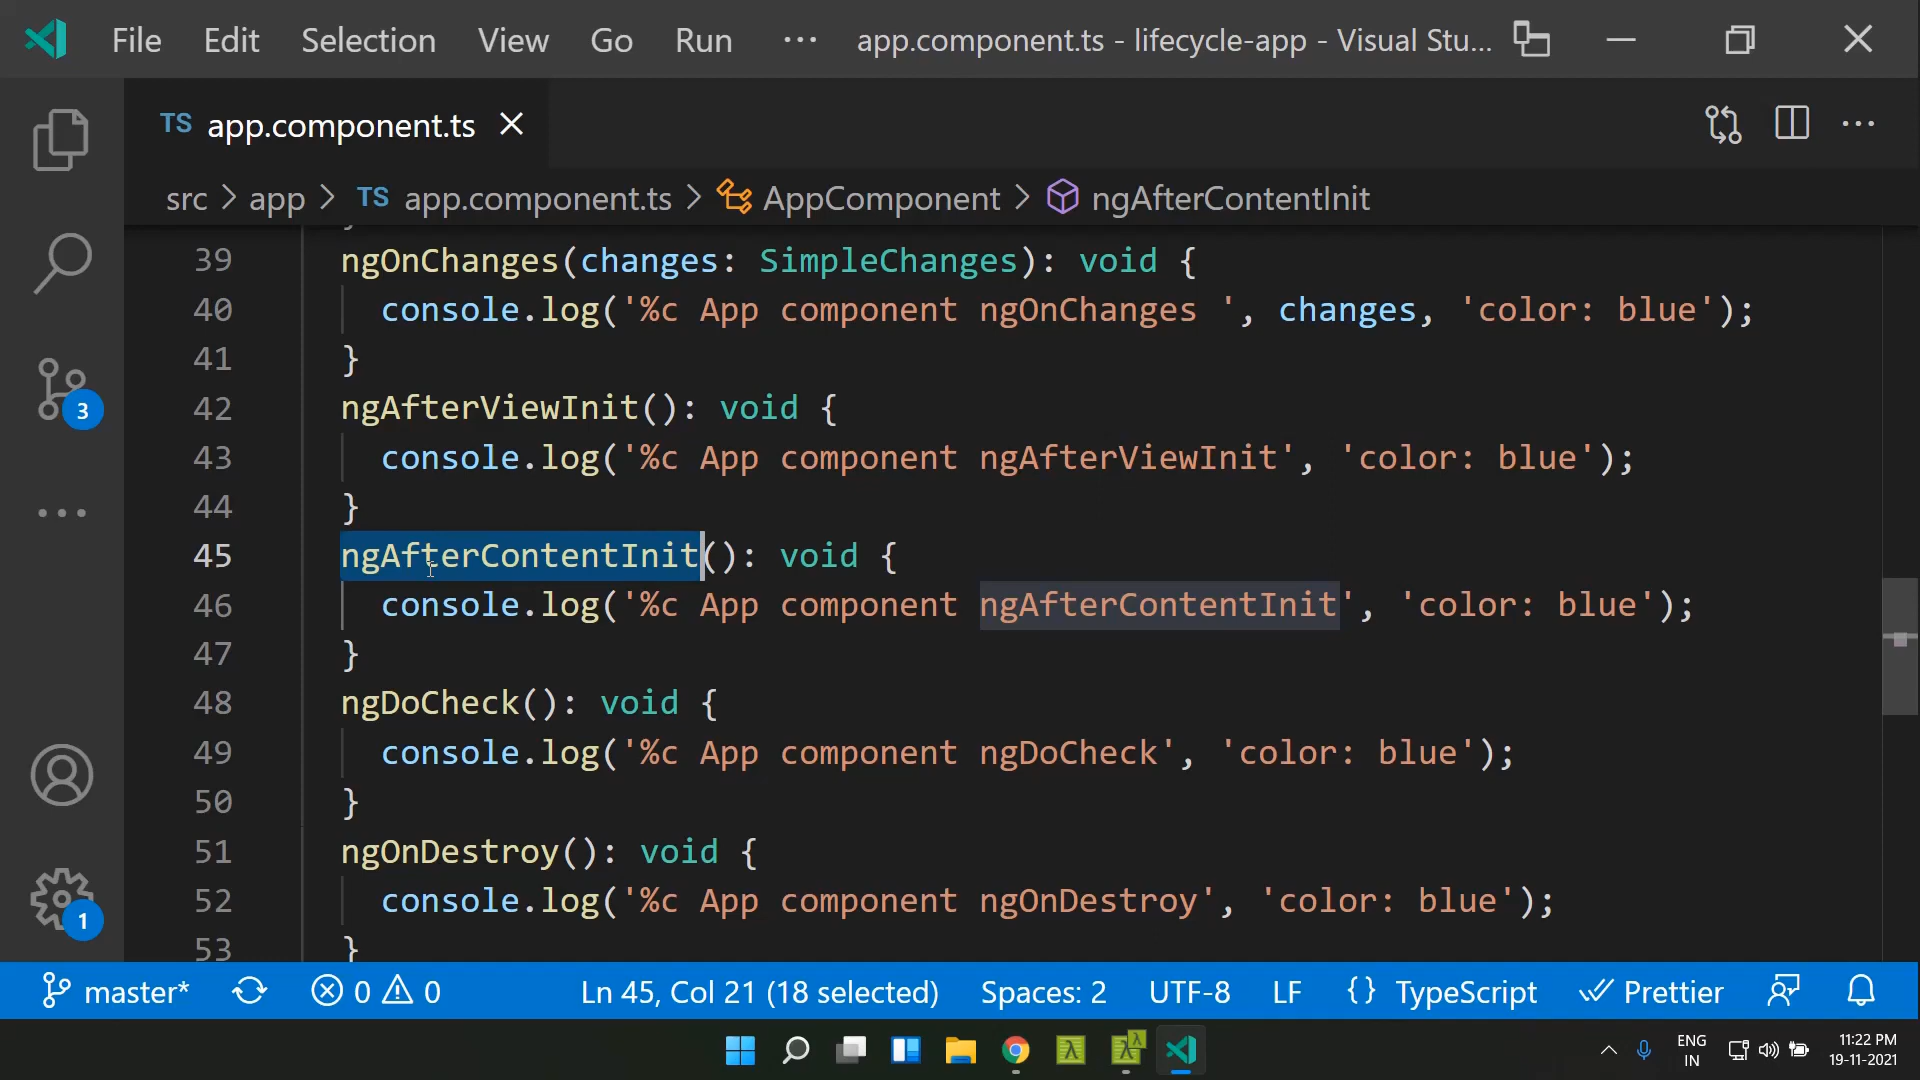 File Edit Selection View Go Run ··· app.component.ts - lifecycle-app - Visual Stu...
TS app.component.ts
src > app > TS app.component.ts > AppComponent > ngAfterContentInit
39 ngOnChanges(changes: SimpleChanges): void {
40 console.log('%c App component ngOnChanges ', changes, 'color: blue');
41 }
42 ngAfterViewInit(): void {
43 console.log('%c App component ngAfterViewInit', 'color: blue');
44 }
45 ngAfterContentInit(): void {
46 console.log('%c App component ngAfterContentInit', 'color: blue');
47 }
48 ngDoCheck(): void {
49 console.log('%c App component ngDoCheck', 'color: blue');
50 }
51 ngOnDestroy(): void {
52 console.log('%c App component ngOnDestroy', 'color: blue');
53 }
3
1
master* 0 0 Ln 45, Col 21 (18 selected) Spaces: 2 UTF-8 LF {} TypeScript Prettier
ENG
IN
11:22 PM
19-11-2021